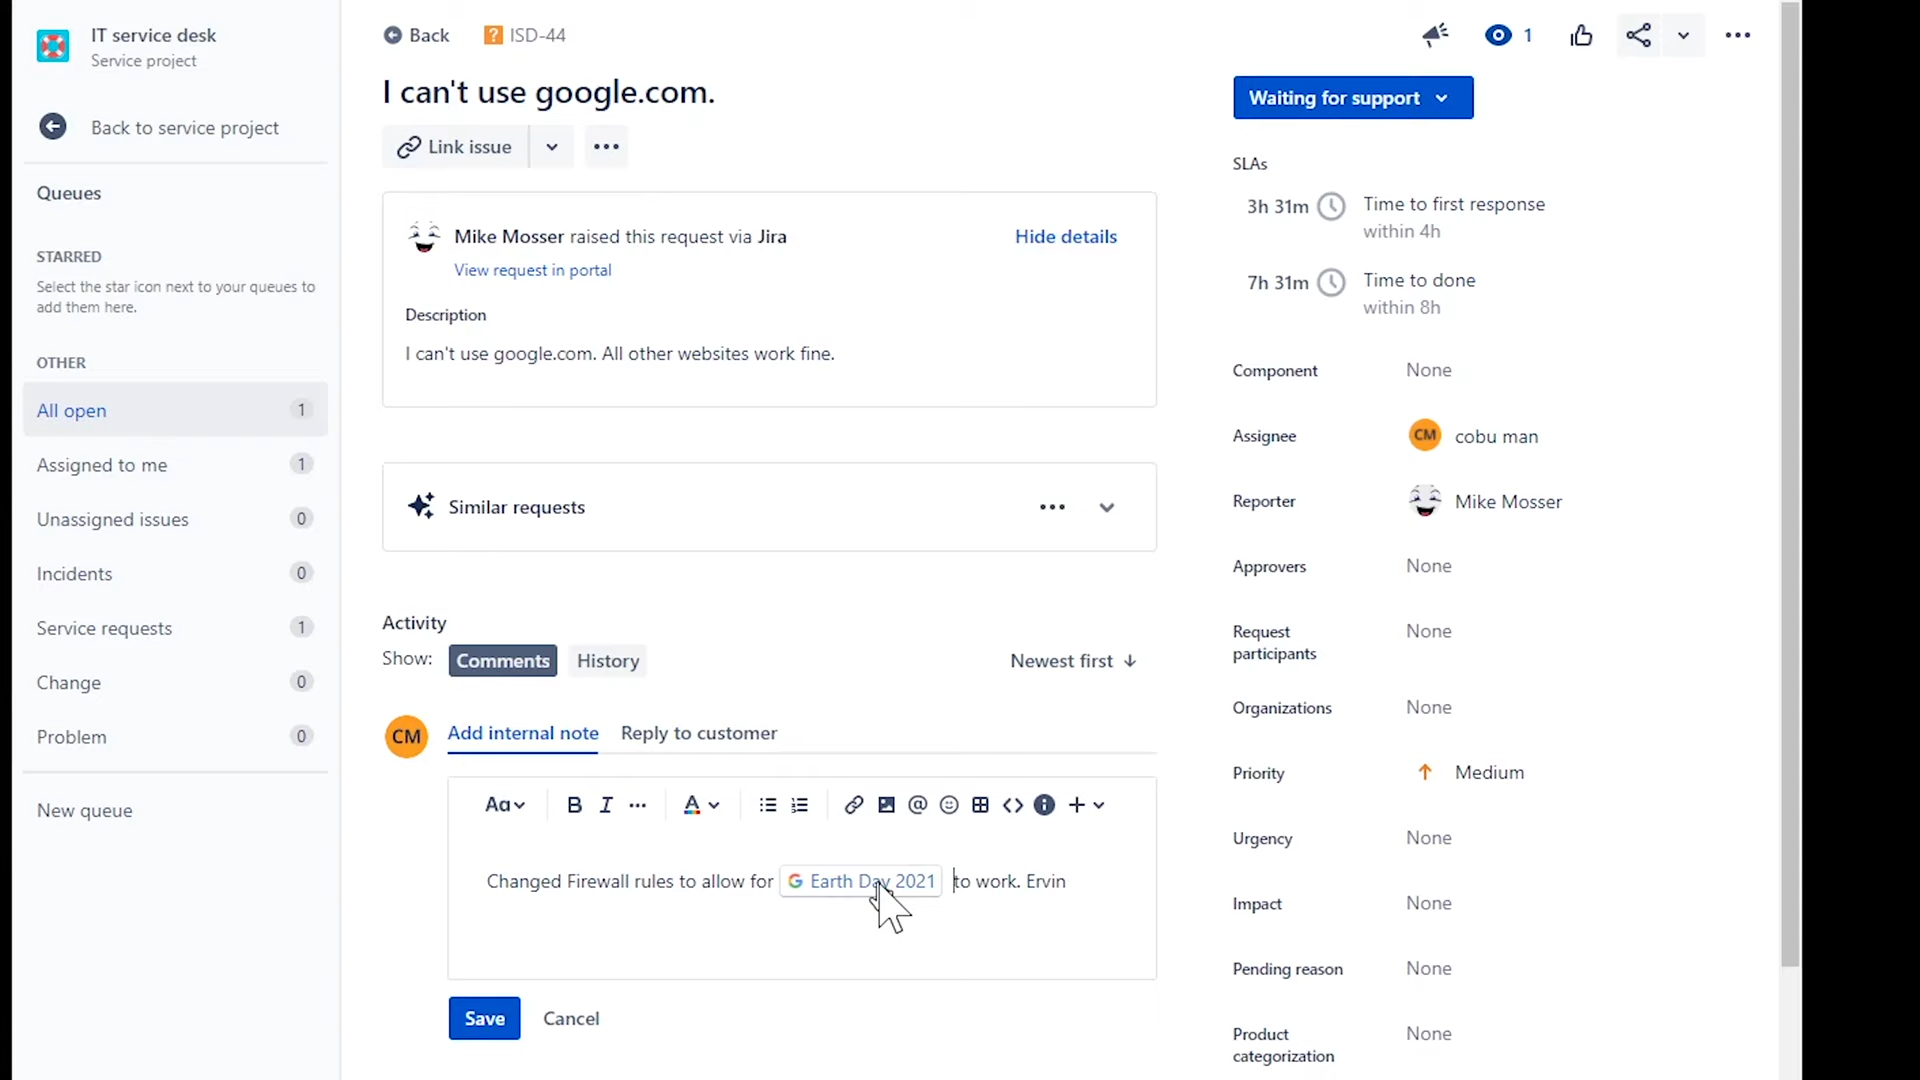 IT service desk
Service project
Back to service project
Queues
STARRED
Select the star icon next to your queues to
add them here.
OTHER
All open 1
Assigned to me 1
Unassigned issues 0
Incidents 0
Service requests 1
Change 0
Problem 0
New queue
Back ? ISD-44
I can't use google.com.
Link issue
Mike Mosser raised this request via Jira
Hide details
View request in portal
Description
I can't use google.com. All other websites work fine.
Similar requests
Activity
Show: Comments History
Newest first
CM
Add internal note Reply to customer
Aa B I A @ +
Changed Firewall rules to allow for G Earth Day 2021 to work. Ervin
Save Cancel
1
Waiting for support
SLAs
3h 31m Time to first response
within 4h
7h 31m Time to done
within 8h
Component None
Assignee CM cobu man
Reporter Mike Mosser
Approvers None
Request
participants
None
Organizations None
Priority Medium
Urgency None
Impact None
Pending reason None
Product
categorization
None